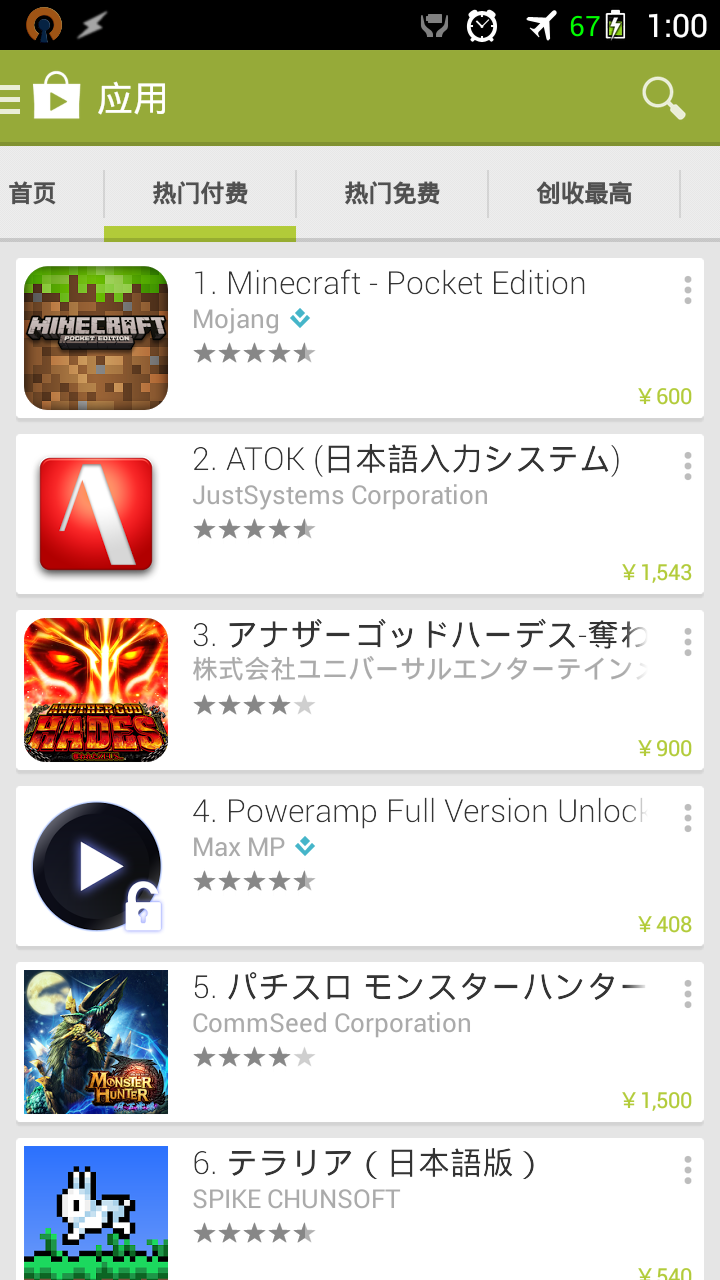 67 1:00
应用
首页 热门付费 热门免费 创收最高
MINECRAFT
POCKET EDITION
1. Minecraft - Pocket Edition
Mojang
￥600
2. ATOK (日本語入力システム)
JustSystems Corporation
￥1,543
ANOTHER GOD
HADES
3. アナザーゴッドハーデス-奪わ
株式会社ユニバーサルエンターテイン
￥900
4. Poweramp Full Version Unlock
Max MP
￥408
MONSTER
HUNTER
5. パチスロ モンスターハンター
CommSeed Corporation
￥1,500
6. テラリア（日本語版）
SPIKE CHUNSOFT
￥540